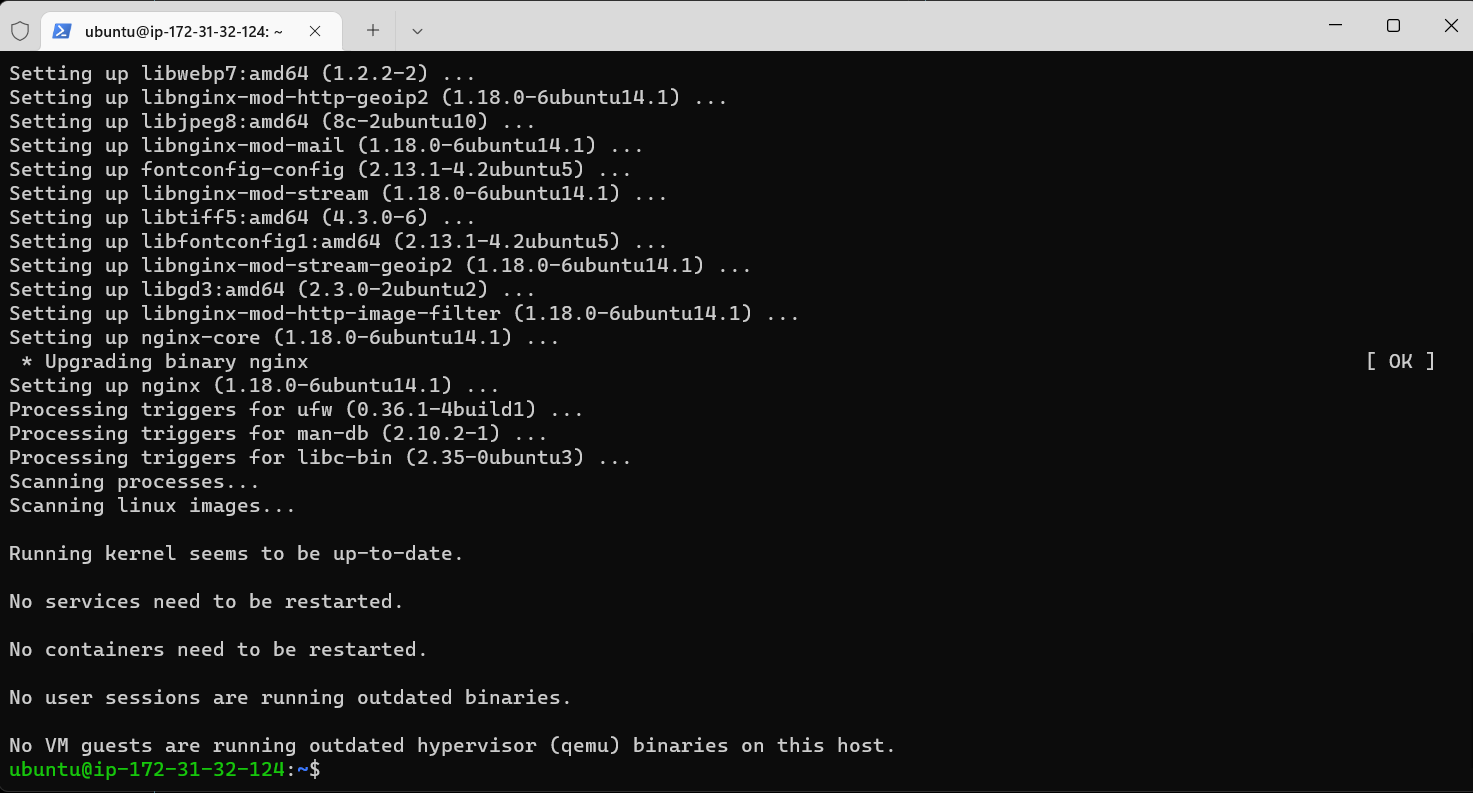 ubuntu@ip-172-31-32-124: ~
Setting up libwebp7:amd64 (1.2.2-2) ...
Setting up libnginx-mod-http-geoip2 (1.18.0-6ubuntu14.1) ...
Setting up libjpeg8:amd64 (8c-2ubuntu10) ...
Setting up libnginx-mod-mail (1.18.0-6ubuntu14.1) ...
Setting up fontconfig-config (2.13.1-4.2ubuntu5) ...
Setting up libnginx-mod-stream (1.18.0-6ubuntu14.1) ...
Setting up libtiff5:amd64 (4.3.0-6) ...
Setting up libfontconfig1:amd64 (2.13.1-4.2ubuntu5) ...
Setting up libnginx-mod-stream-geoip2 (1.18.0-6ubuntu14.1) ...
Setting up libgd3:amd64 (2.3.0-2ubuntu2) ...
Setting up libnginx-mod-http-image-filter (1.18.0-6ubuntu14.1) ...
Setting up nginx-core (1.18.0-6ubuntu14.1) ...
 * Upgrading binary nginx [ OK ]
Setting up nginx (1.18.0-6ubuntu14.1) ...
Processing triggers for ufw (0.36.1-4build1) ...
Processing triggers for man-db (2.10.2-1) ...
Processing triggers for libc-bin (2.35-0ubuntu3) ...
Scanning processes...
Scanning linux images...
Running kernel seems to be up-to-date.
No services need to be restarted.
No containers need to be restarted.
No user sessions are running outdated binaries.
No VM guests are running outdated hypervisor (qemu) binaries on this host.
ubuntu@ip-172-31-32-124:~$